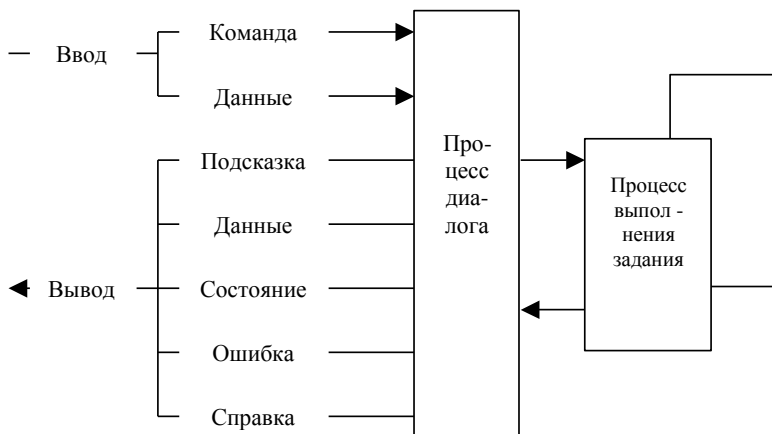 Ввод
Команда
Данные
Подсказка
Данные
Вывод
Состояние
Ошибка
Справка
Про-
цесс
диа-
лога
Процесс
выпол -
нения
задания